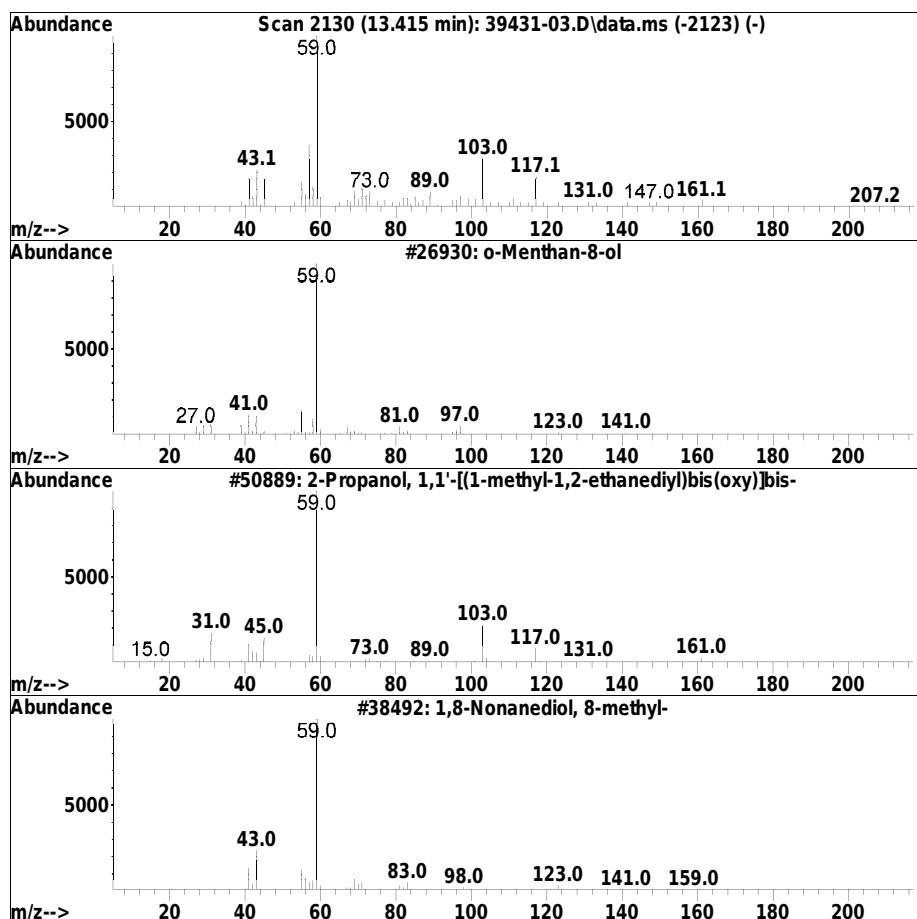 Abundance Scan 2130 (13.415 min): 39431-03.D\data.ms (-2123) (-)
59.0
5000
43.1 73.0 89.0 103.0 117.1 131.0 147.0 161.1 207.2
m/z--> 20 40 60 80 100 120 140 160 180 200
Abundance #26930: o-Menthan-8-ol
59.0
5000
27.0 41.0 81.0 97.0 123.0 141.0
m/z--> 20 40 60 80 100 120 140 160 180 200
Abundance #50889: 2-Propanol, 1,1'-[(1-methyl-1,2-ethanediyl)bis(oxy)]bis-
59.0
5000
15.0 31.0 45.0 73.0 89.0 103.0 117.0 131.0 161.0
m/z--> 20 40 60 80 100 120 140 160 180 200
Abundance #38492: 1,8-Nonanediol, 8-methyl-
59.0
5000
43.0 83.0 98.0 123.0 141.0 159.0
m/z--> 20 40 60 80 100 120 140 160 180 200